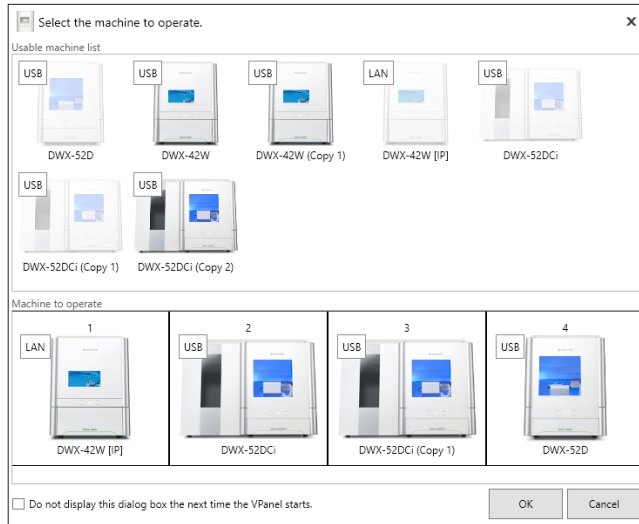 Select the machine to operate.
x
Usable machine list
USB
USB
USB
LAN
USB
DWX-52D
DWX-42W
DWX-42W (Copy 1)
DWX-42W [IP]
DWX-52DCi
USB
USB
DWX-52DCi (Copy 1)
DWX-52DCi (Copy 2)
Machine to operate
1
2
3
4
LAN
USB
USB
USB
DWX-42W [IP]
DWX-52DCi
DWX-52DCi (Copy 1)
DWX-52D
Do not display this dialog box the next time the VPanel starts.
OK
Cancel